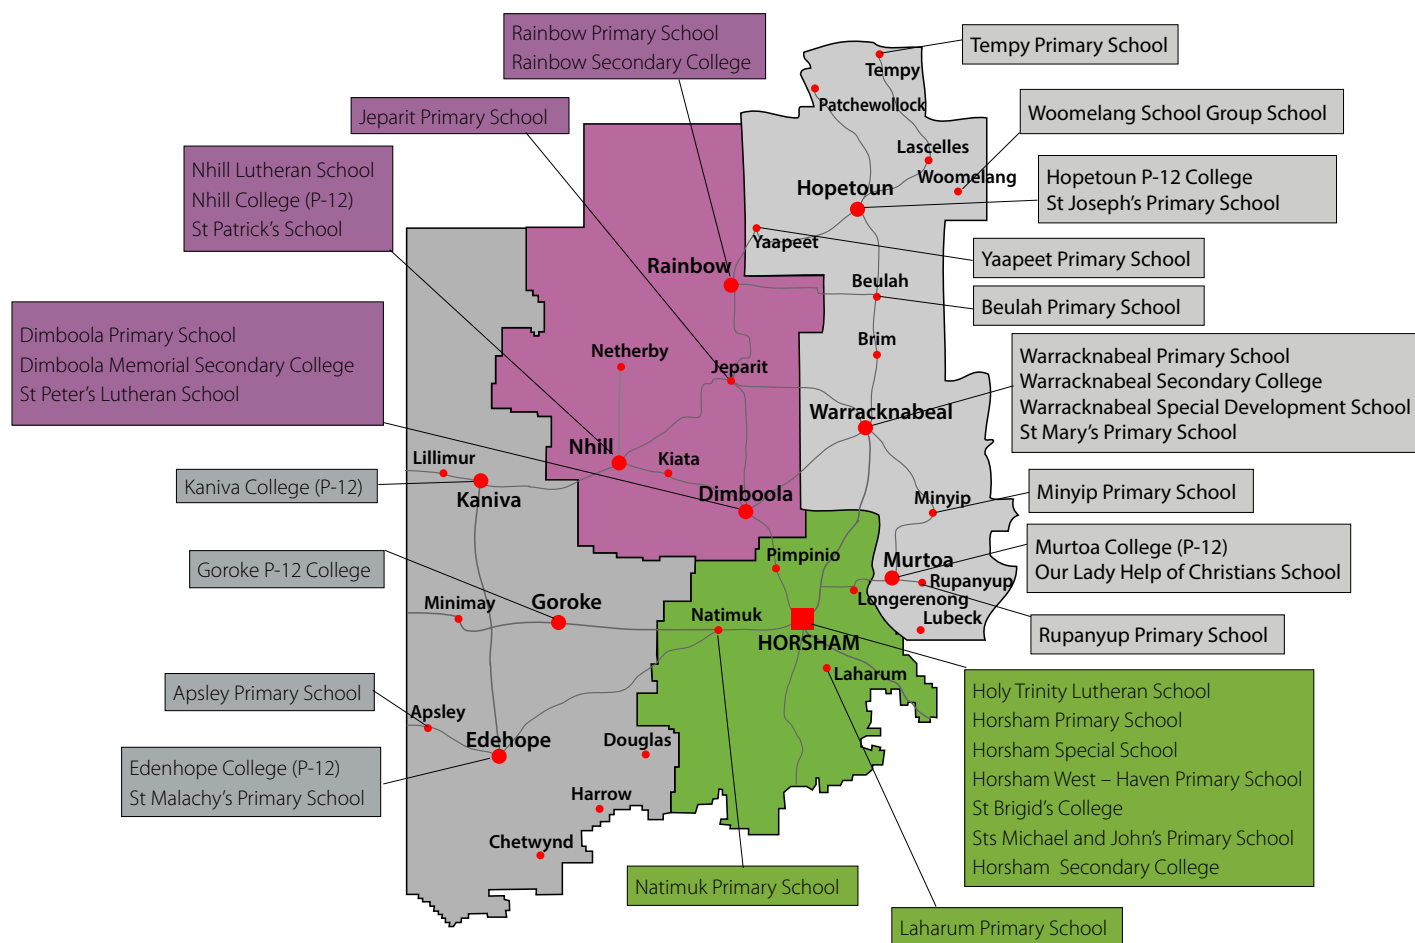 Rainbow Primary School
Rainbow Secondary College
Tempy Primary School
Tempy
Patchewollock
Jeparit Primary School
Woomelang School Group School
Lascelles
Woomelang
Nhill Lutheran School
Nhill College (P-12)
St Patrick's School
Hopetoun
Hopetoun P-12 College
St Joseph's Primary School
Yaapeet
Yaapeet Primary School
Rainbow
Beulah
Beulah Primary School
Dimboola Primary School
Dimboola Memorial Secondary College
St Peter's Lutheran School
Netherby
Jeparit
Brim
Warracknabeal Primary School
Warracknabeal Secondary College
Warracknabeal Special Development School
St Mary's Primary School
Warracknabeal
Nhill
Kiata
Lillimur
Kaniva
Kaniva College (P-12)
Dimboola
Minyip
Minyip Primary School
Pimpinio
Murtoa
Murtoa College (P-12)
Our Lady Help of Christians School
Goroke P-12 College
Rupanyup
Longerenong
Minimay
Goroke
Natimuk
Lubeck
HORSHAM
Rupanyup Primary School
Laharum
Apsley Primary School
Apsley
Edehope
Douglas
Holy Trinity Lutheran School
Horsham Primary School
Horsham Special School
Horsham West – Haven Primary School
St Brigid's College
Sts Michael and John's Primary School
Horsham Secondary College
Edenhope College (P-12)
St Malachy's Primary School
Harrow
Chetwynd
Natimuk Primary School
Laharum Primary School